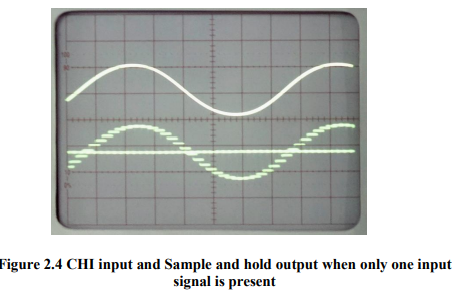 Figure 2.4 CHI input and Sample and hold output when only one input
signal is present